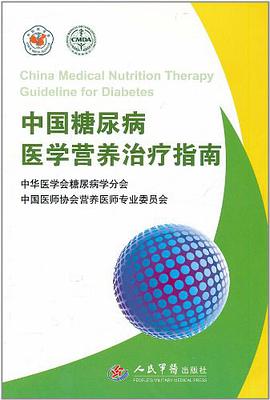 CMDA
China Medical Nutrition Therapy
Guideline for Diabetes
中国糖尿病
医学营养治疗指南
中华医学会糖尿病学分会
中国医师协会营养医师专业委员会
人民军医出版社
PEOPLE'S MILITARY MEDICAL PRESS